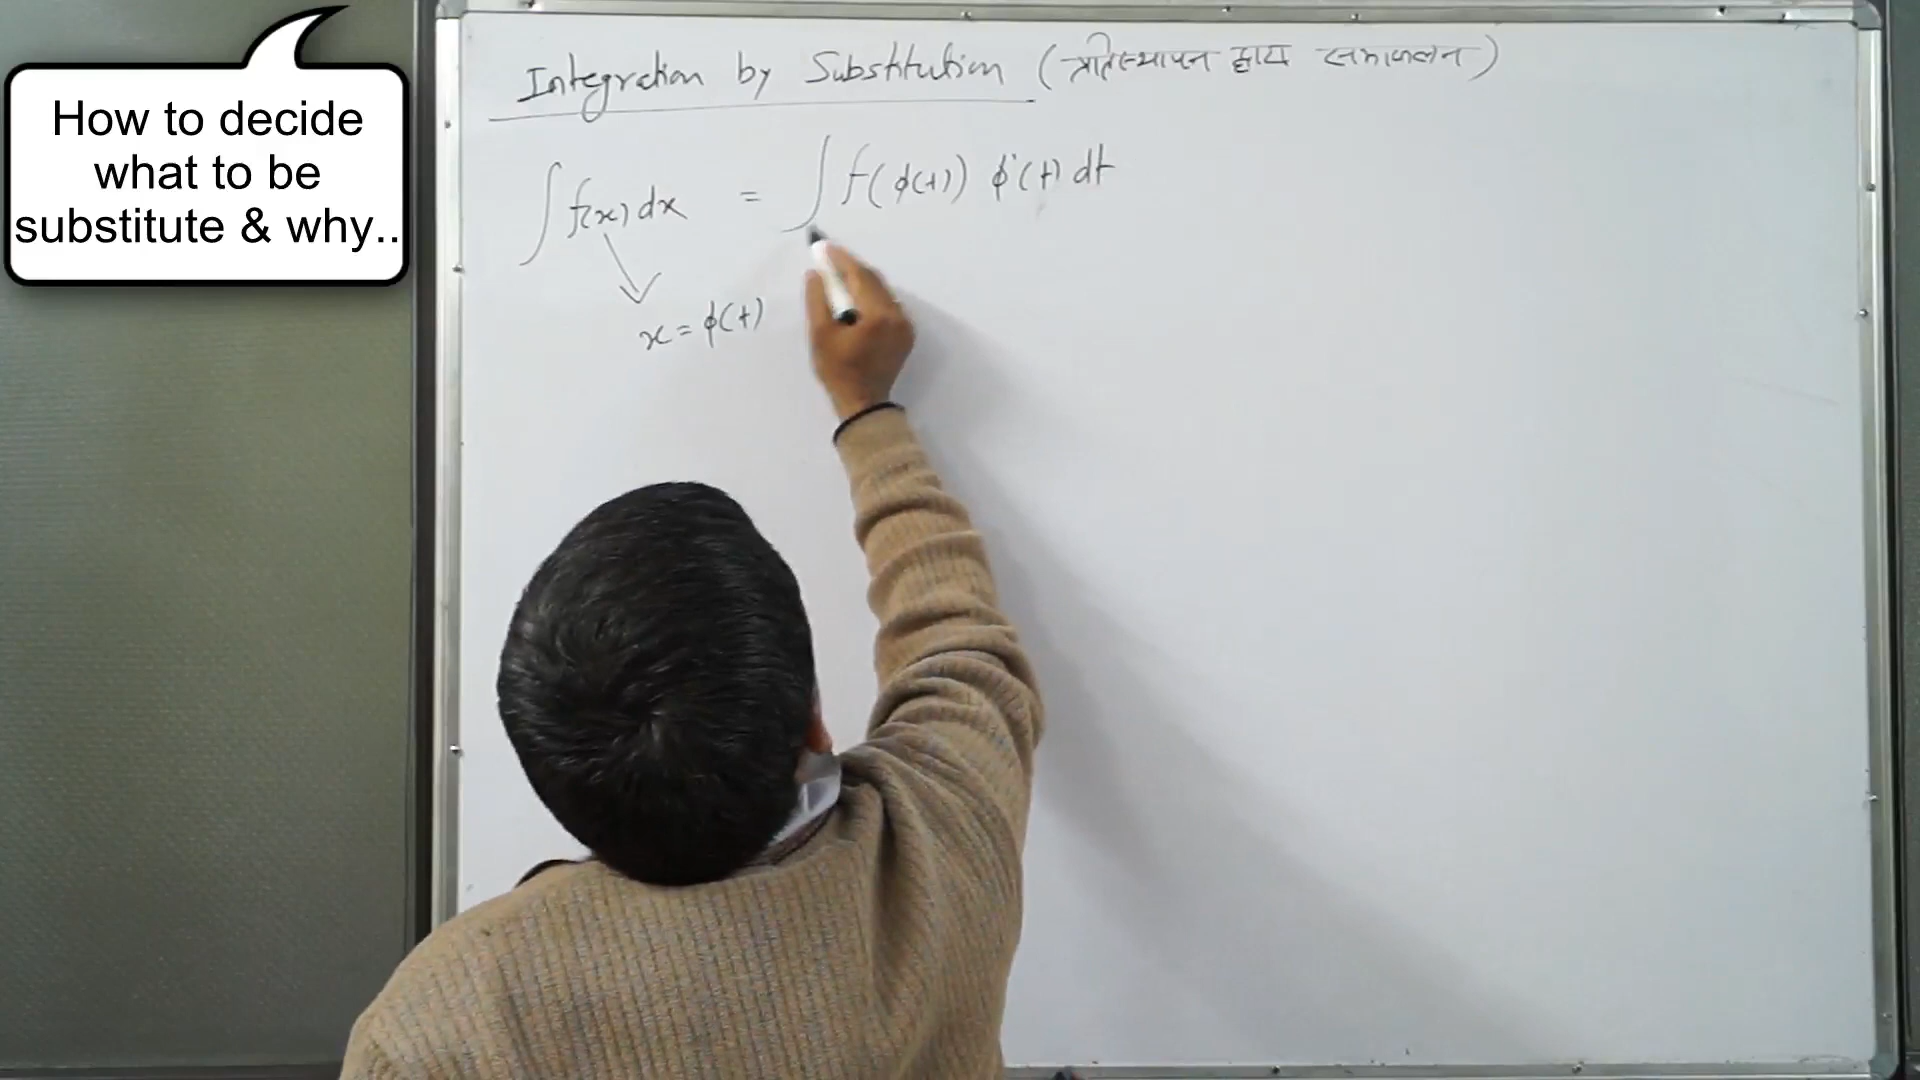 How to decide
what to be
substitute & why..
Integration by Substitution (प्रतिस्थापन द्वारा समाकलन)
∫ f(x) dx = ∫ f(φ(t)) φ'(t) dt
x = φ(t)